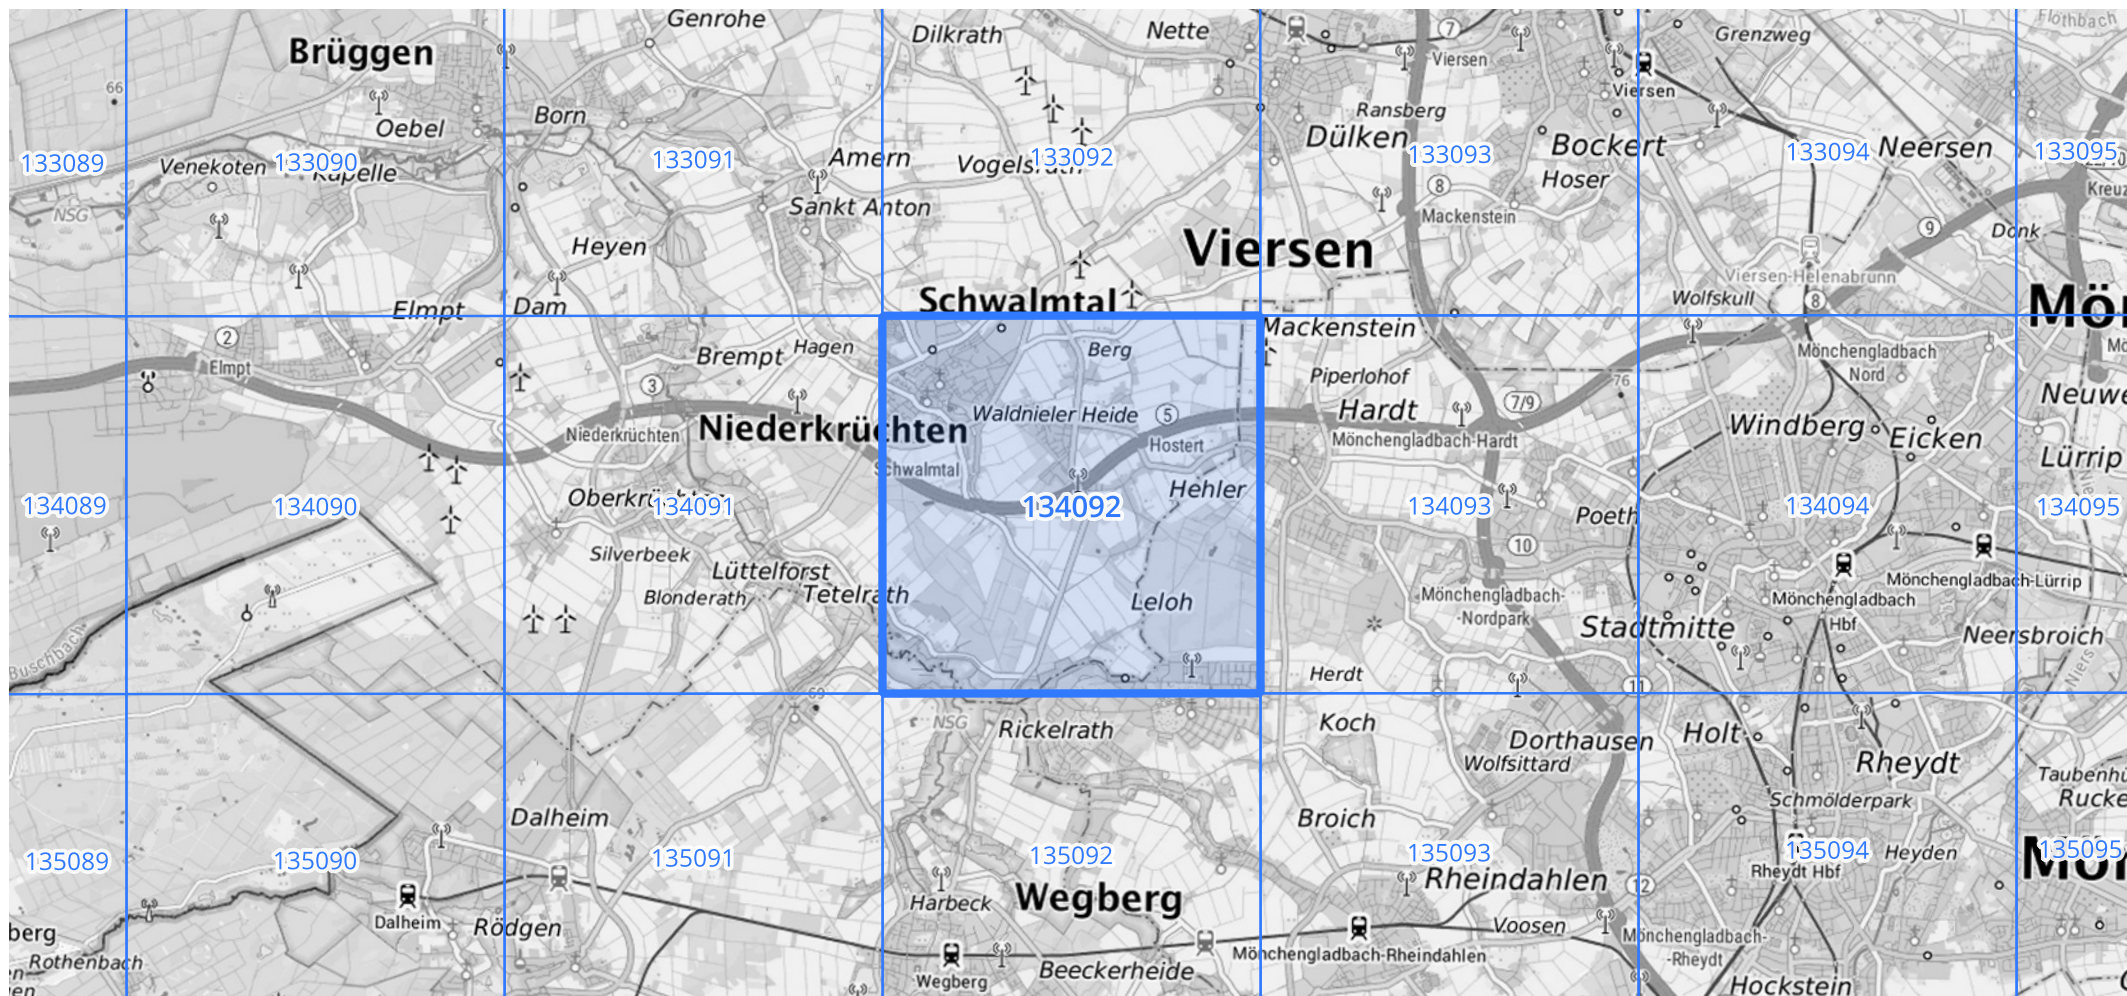 Genrohe
Dilkrath
Nette
7
Viersen
Grenzweg
Flöthbach
Brüggen
66
Oebel
Born
Viersen
Ransberg
Dülken
Bockert
Hoser
Neersen
133089
Venekoten
133090
Kapelle
133091
Amern
Vogelsrath
133092
133093
133094
133095
NSG
Sankt Anton
8
Mackenstein
Kreuz
9
Donk
Heyen
Viersen
Viersen-Helenabrunn
Wolfskull
8
Elmpt
Dam
Schwalmtal
2
Elmpt
3
Brempt
Hagen
Berg
Mackenstein
Piperlohof
76
Mönchengladbach
Nord
Neuwe
Niederkrüchten
Niederkrüchten
Waldnieler Heide
5
Hostert
Hardt
7/9
Mönchengladbach-Hardt
Windberg
Eicken
Lürrip
Schwalmtal
Hehler
134089
134090
Oberkrüchten
134091
134092
134093
Poeth
134094
134095
Silverbeek
Lüttelforst
Blonderath
Tetelrath
Leloh
10
Mönchengladbach-
-Nordpark
Mönchengladbach-Lürrip
Mönchengladbach
Hbf
Stadtmitte
Neersbroich
Buschbach
Niers
Herdt
11
69
NSG
Rickelrath
Koch
Dorthausen
Wolfsittard
Holt
Rheydt
Schmölderpark
Dalheim
Broich
135089
135090
135091
135092
135093
135094
Heyden
135095
Rheydt Hbf
Dalheim
Rödgen
Harbeck
Wegberg
Rheindahlen
12
Voosen
Mönchengladbach-
-Rheydt
berg
Rothenbach
Wegberg
Beeckerheide
Mönchengladbach-Rheindahlen
Hockstein